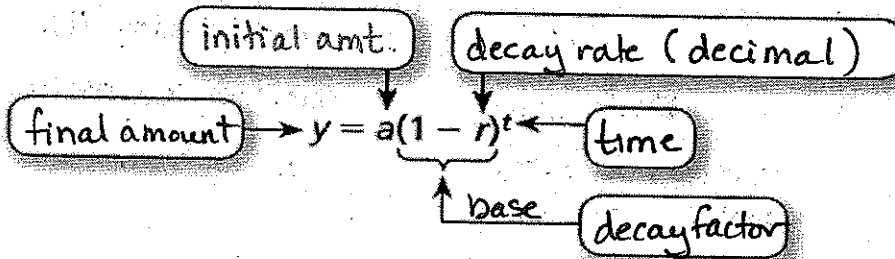 initial amt.
decay rate (decimal)
final amount
y = a(1 − r)^t
time
base
decay factor